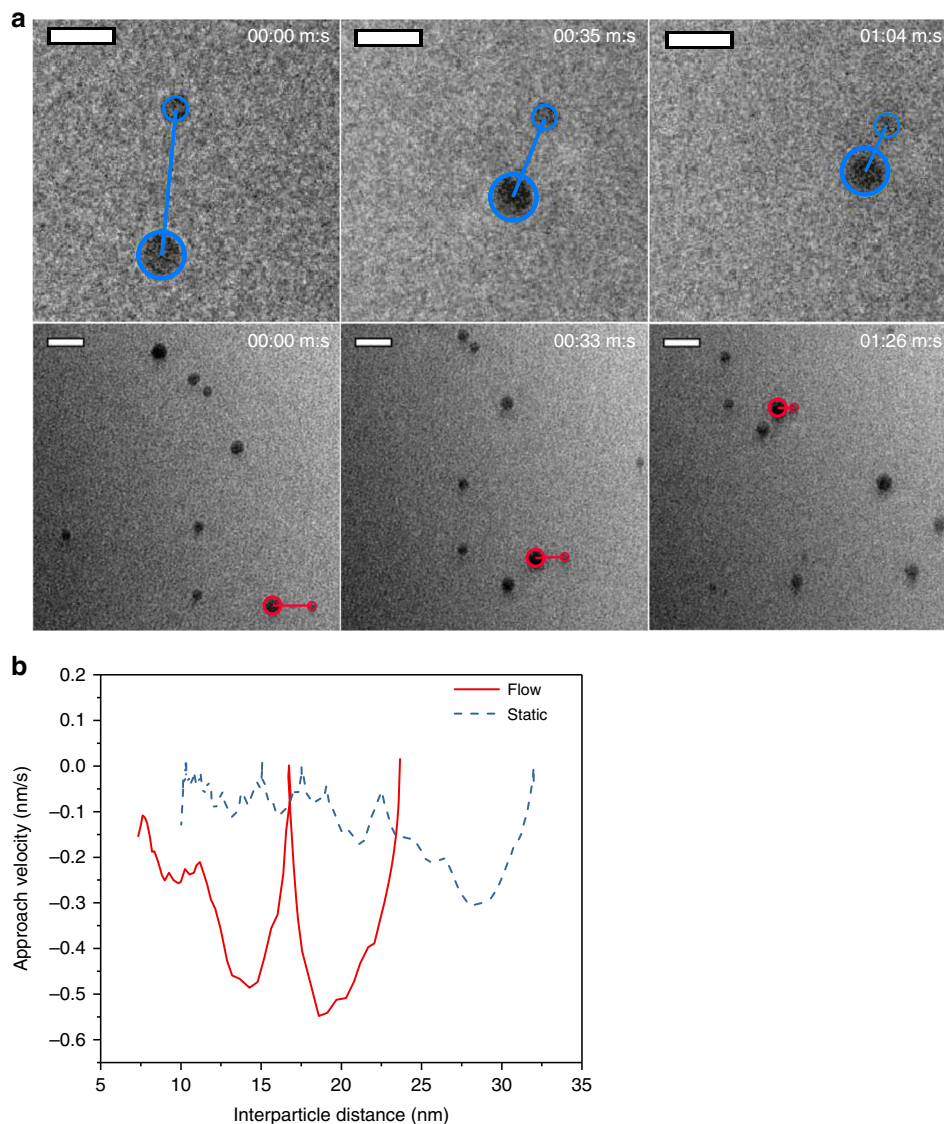 a
00:00 m:s
00:35 m:s
01:04 m:s
00:00 m:s
00:33 m:s
01:26 m:s
b
0.2
0.1
0.0
−0.1
−0.2
−0.3
−0.4
−0.5
−0.6
Approach velocity (nm/s)
Flow
Static
5
10
15
20
25
30
35
Interparticle distance (nm)